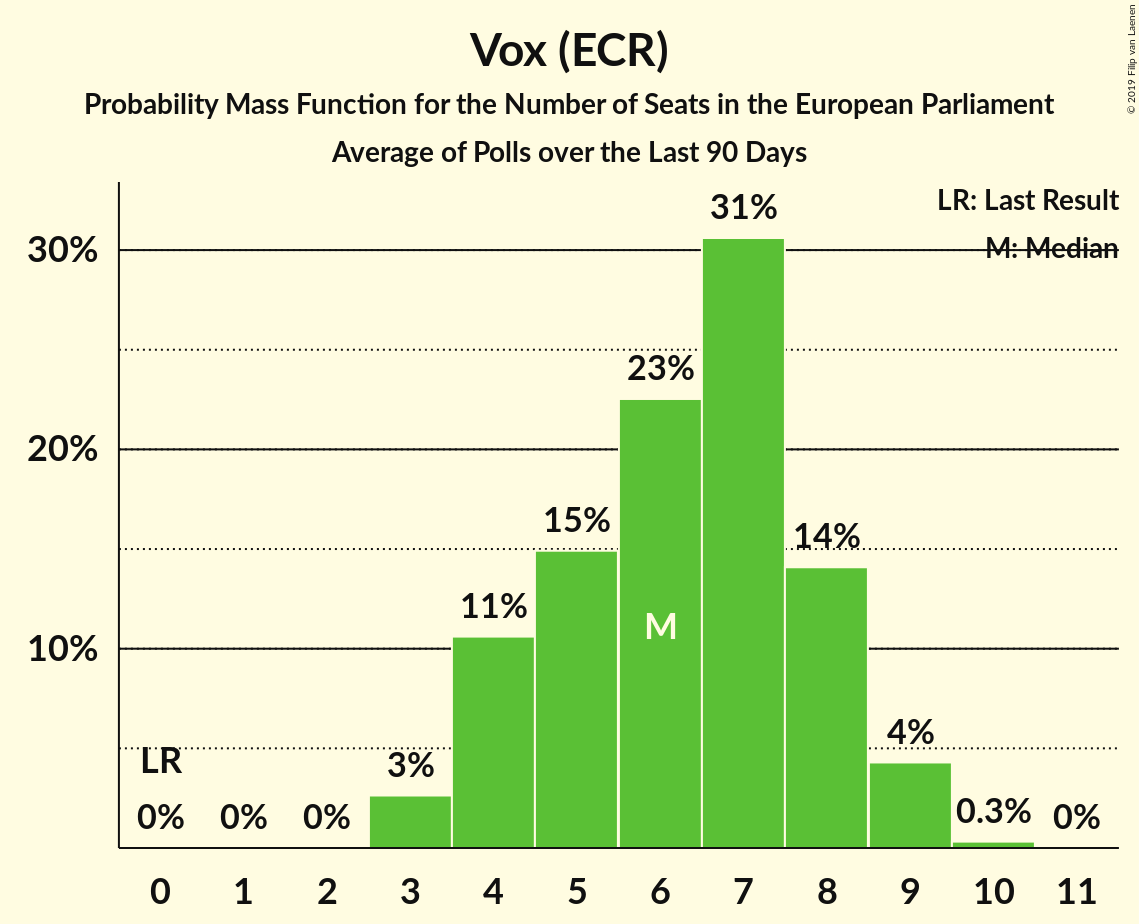 Vox (ECR)
Probability Mass Function for the Number of Seats in the European Parliament
Average of Polls over the Last 90 Days
© 2019 Filip van Laenen
LR: Last Result
M: Median
30%
20%
10%
LR
0%
0%
0%
3%
11%
15%
23%
M
31%
14%
4%
0.3%
0%
0 1 2 3 4 5 6 7 8 9 10 11